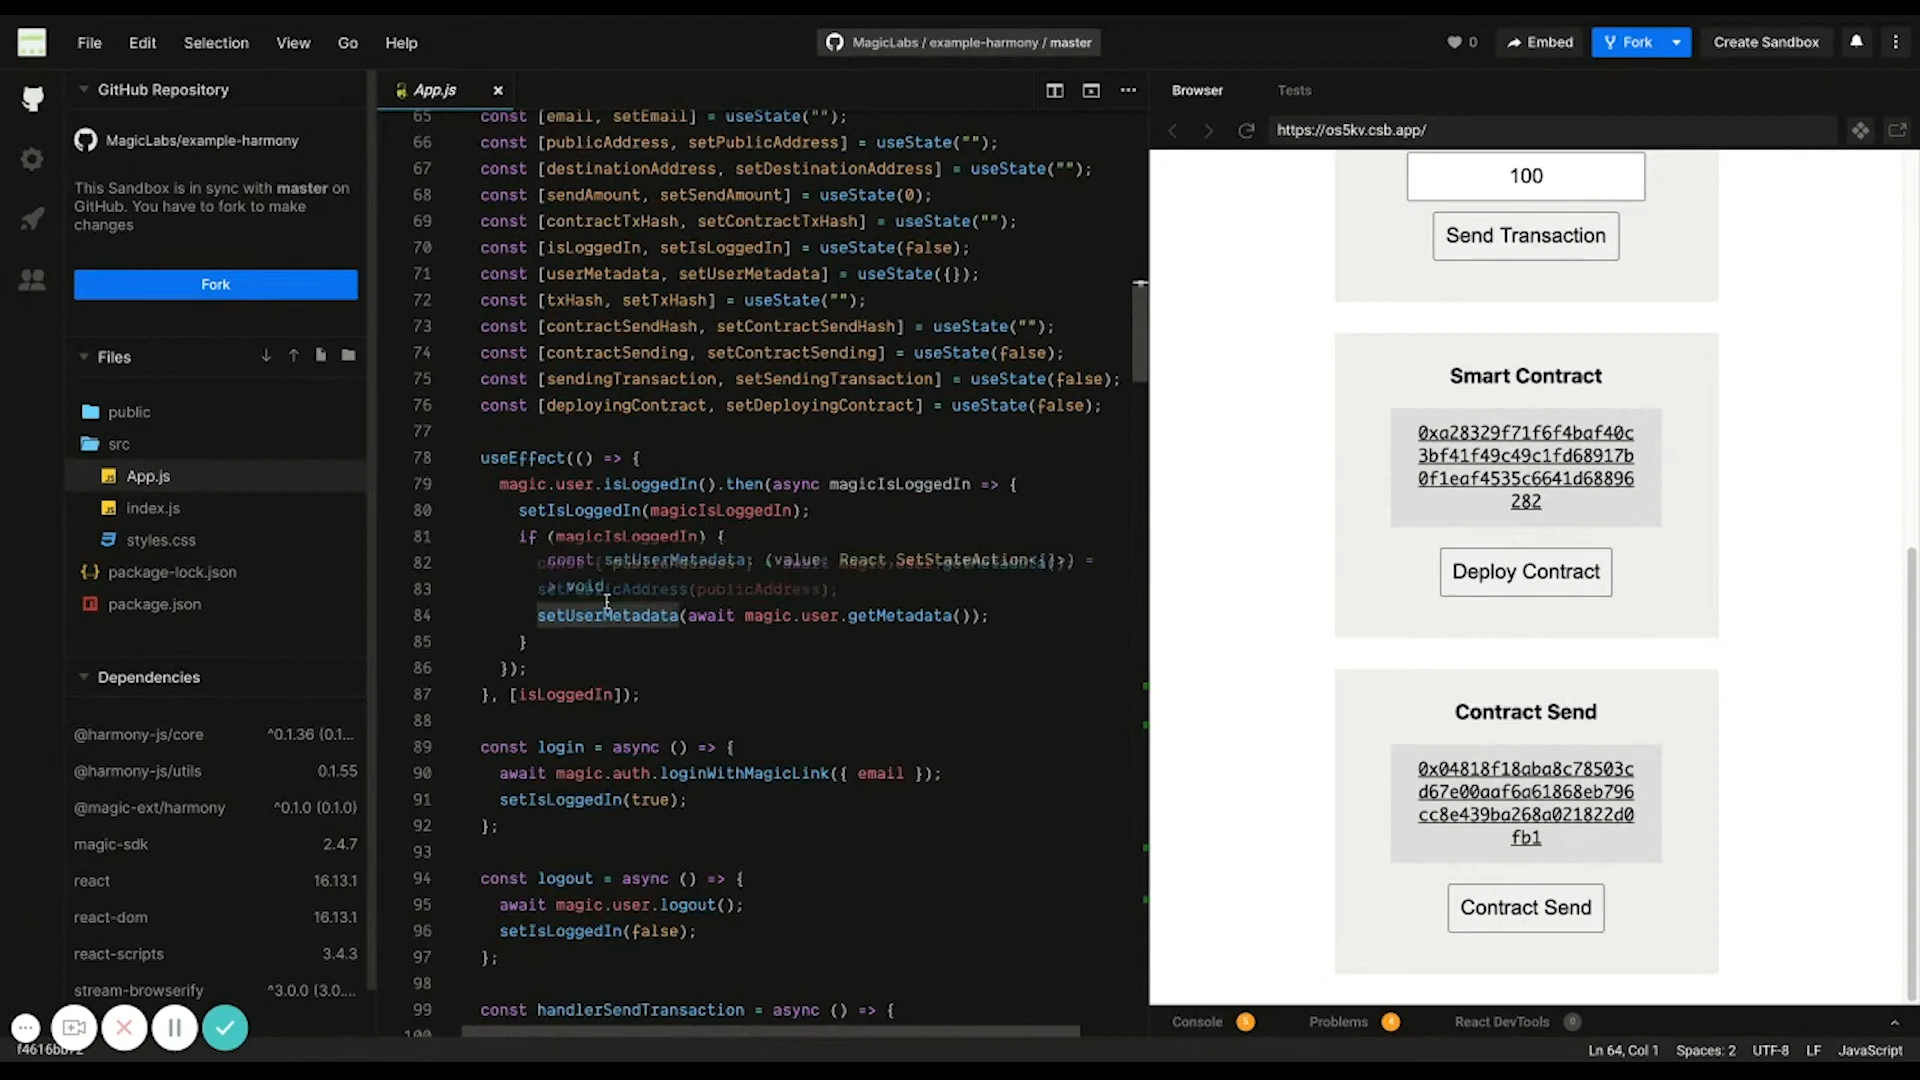 File Edit Selection View Go Help
MagicLabs / example-harmony / master
0 Embed Fork Create Sandbox
GitHub Repository
MagicLabs/example-harmony
This Sandbox is in sync with master on
GitHub. You have to fork to make
changes
Fork
Files
public
src
App.js
index.js
styles.css
package-lock.json
package.json
Dependencies
@harmony-js/core ^0.1.36 (0.1...
@harmony-js/utils 0.1.55
@magic-ext/harmony ^0.1.0 (0.1.0)
magic-sdk 2.4.7
react 16.13.1
react-dom 16.13.1
react-scripts 3.4.3
stream-browserify ^3.0.0 (3.0....
App.js
65 const [email, setEmail] = useState("");
66 const [publicAddress, setPublicAddress] = useState("");
67 const [destinationAddress, setDestinationAddress] = useState("");
68 const [sendAmount, setSendAmount] = useState(0);
69 const [contractTxHash, setContractTxHash] = useState("");
70 const [isLoggedIn, setIsLoggedIn] = useState(false);
71 const [userMetadata, setUserMetadata] = useState({});
72 const [txHash, setTxHash] = useState("");
73 const [contractSendHash, setContractSendHash] = useState("");
74 const [contractSending, setContractSending] = useState(false);
75 const [sendingTransaction, setSendingTransaction] = useState(false);
76 const [deployingContract, setDeployingContract] = useState(false);
77
78 useEffect(() => {
79 magic.user.isLoggedIn().then(async magicIsLoggedIn => {
80 setIsLoggedIn(magicIsLoggedIn);
81 if (magicIsLoggedIn) {
82 const setUserMetadata: (value: React.SetStateAction<{}>) =
> void
83 setPublicAddress(publicAddress);
84 setUserMetadata(await magic.user.getMetadata());
85 }
86 });
87 }, [isLoggedIn]);
88
89 const login = async () => {
90 await magic.auth.loginWithMagicLink({ email });
91 setIsLoggedIn(true);
92 };
93
94 const logout = async () => {
95 await magic.user.logout();
96 setIsLoggedIn(false);
97 };
98
99 const handlerSendTransaction = async () => {
100
Browser Tests
https://os5kv.csb.app/
100
Send Transaction
Smart Contract
0xa28329f71f6f4baf40c
3bf41f49c49c1fd68917b
0f1eaf4535c6641d68896
282
Deploy Contract
Contract Send
0x04818f18aba8c78503c
d67e00aaf6a61868eb796
cc8e439ba268a021822d0
fb1
Contract Send
Console 5 Problems 4 React DevTools 0
Ln 64, Col 1 Spaces: 2 UTF-8 LF JavaScript